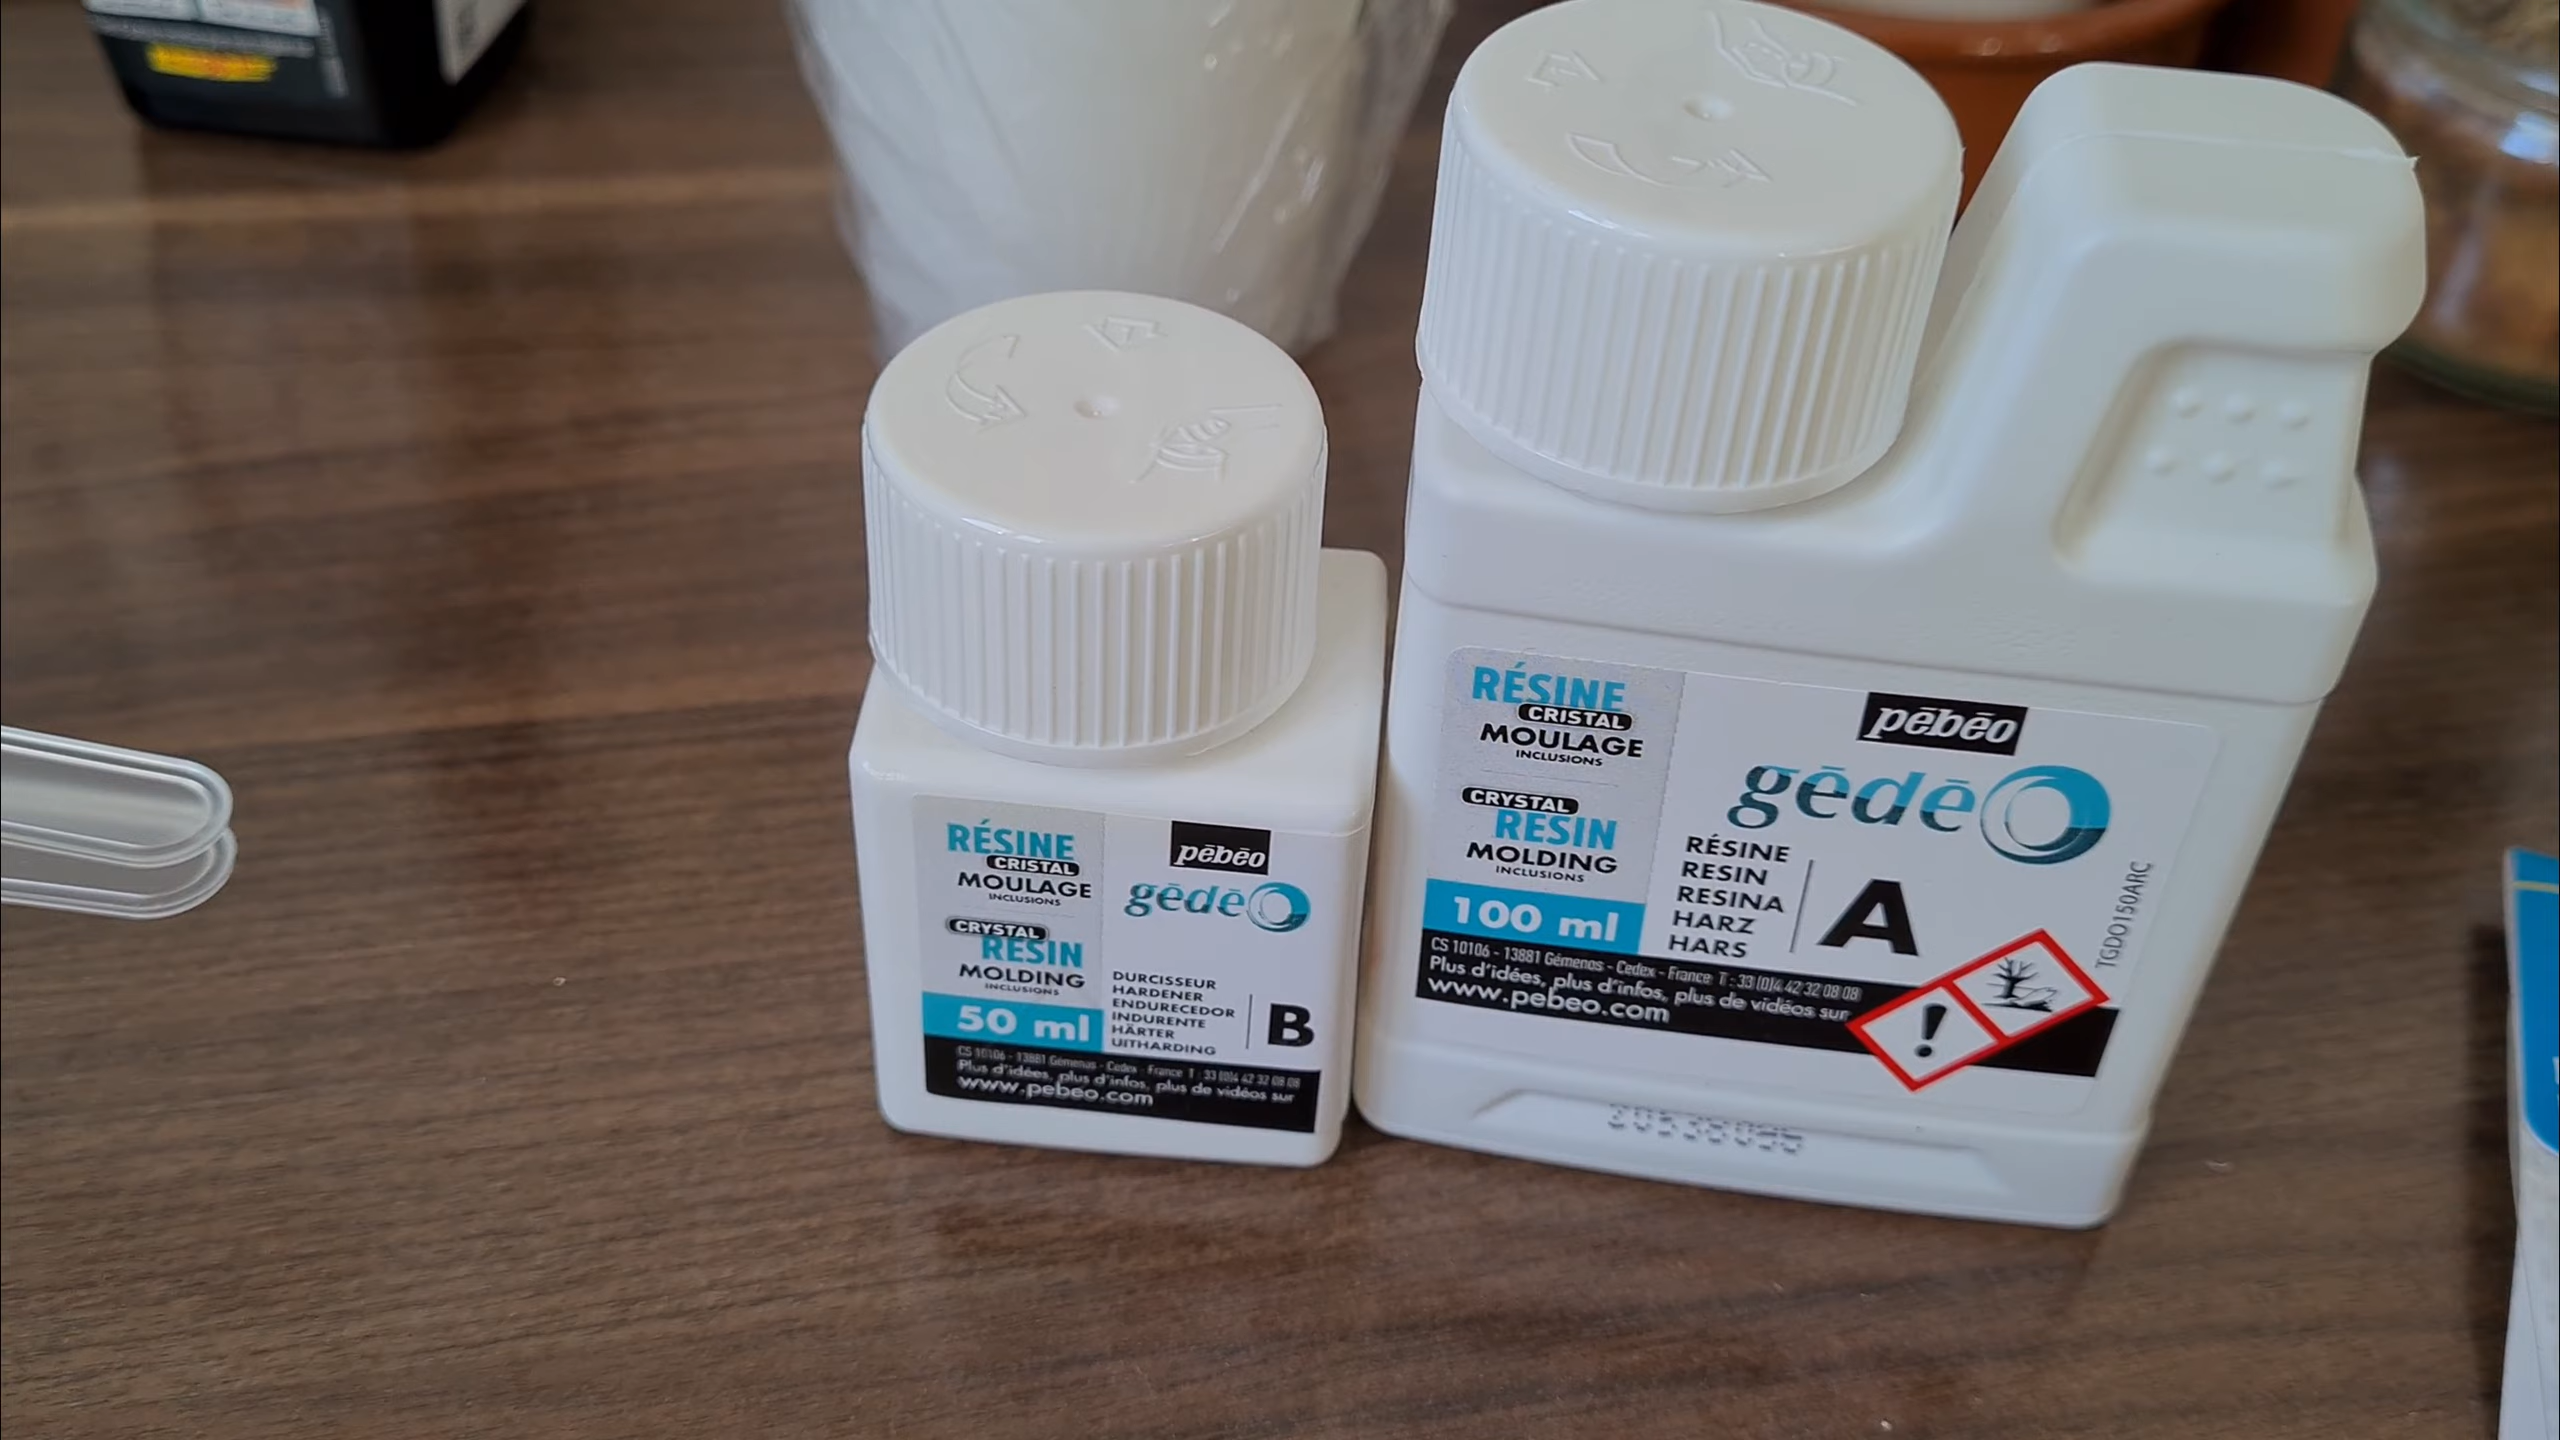 RÉSINE
CRISTAL
MOULAGE
INCLUSIONS
CRYSTAL
RESIN
MOLDING
INCLUSIONS
50 ml
pēbēo
gēdēO
DURCISSEUR
HARDENER
ENDURECEDOR
INDURENTE
HÄRTER
UITHARDING
B
CS 10106 - 13881 Gémenos - Cedex - France T : 33 (0)4 42 32 08 08
Plus d'idées, plus d'infos, plus de vidéos sur
www.pebeo.com
RÉSINE
CRISTAL
MOULAGE
INCLUSIONS
CRYSTAL
RESIN
MOLDING
INCLUSIONS
100 ml
pēbēo
gēdēO
RÉSINE
RESIN
RESINA
HARZ
HARS
A
TGDO150ARC
CS 10106 - 13881 Gémenos - Cedex - France T : 33 (0)4 42 32 08 08
Plus d'idées, plus d'infos, plus de vidéos sur
www.pebeo.com